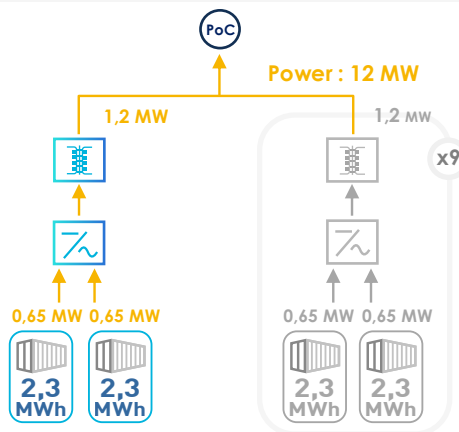 PoC
Power : 12 MW
1,2 MW
1,2 MW
x9
0,65 MW 0,65 MW
0,65 MW 0,65 MW
2,3
MWh
2,3
MWh
2,3
MWh
2,3
MWh